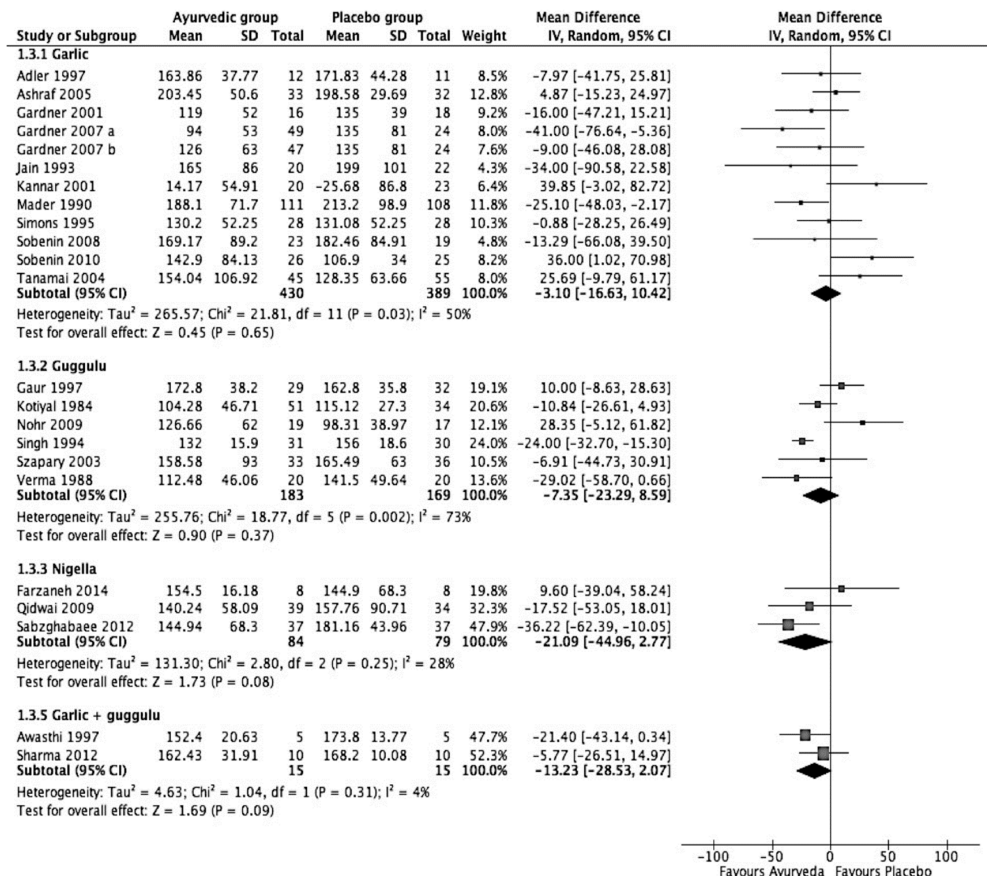 Ayurvedic group Placebo group Mean Difference Mean Difference
Study or Subgroup Mean SD Total Mean SD Total Weight IV, Random, 95% CI IV, Random, 95% CI
1.3.1 Garlic
Adler 1997 163.86 37.77 12 171.83 44.28 11 8.5% -7.97 [-41.75, 25.81]
Ashraf 2005 203.45 50.6 33 198.58 29.69 32 12.8% 4.87 [-15.23, 24.97]
Gardner 2001 119 52 16 135 39 18 9.2% -16.00 [-47.21, 15.21]
Gardner 2007 a 94 53 49 135 81 24 8.0% -41.00 [-76.64, -5.36]
Gardner 2007 b 126 63 47 135 81 24 7.6% -9.00 [-46.08, 28.08]
Jain 1993 165 86 20 199 101 22 4.3% -34.00 [-90.58, 22.58]
Kannar 2001 14.17 54.91 20 -25.68 86.8 23 6.4% 39.85 [-3.02, 82.72]
Mader 1990 188.1 71.7 111 213.2 98.9 108 11.8% -25.10 [-48.03, -2.17]
Simons 1995 130.2 52.25 28 131.08 52.25 28 10.3% -0.88 [-28.25, 26.49]
Sobenin 2008 169.17 89.2 23 182.46 84.91 19 4.8% -13.29 [-66.08, 39.50]
Sobenin 2010 142.9 84.13 26 106.9 34 25 8.2% 36.00 [1.02, 70.98]
Tanamai 2004 154.04 106.92 45 128.35 63.66 55 8.0% 25.69 [-9.79, 61.17]
Subtotal (95% CI) 430 389 100.0% -3.10 [-16.63, 10.42]
Heterogeneity: Tau² = 265.57; Chi² = 21.81, df = 11 (P = 0.03); I² = 50%
Test for overall effect: Z = 0.45 (P = 0.65)
1.3.2 Guggulu
Gaur 1997 172.8 38.2 29 162.8 35.8 32 19.1% 10.00 [-8.63, 28.63]
Kotiyal 1984 104.28 46.71 51 115.12 27.3 34 20.6% -10.84 [-26.61, 4.93]
Nohr 2009 126.66 62 19 98.31 38.97 17 12.1% 28.35 [-5.12, 61.82]
Singh 1994 132 15.9 31 156 18.6 30 24.0% -24.00 [-32.70, -15.30]
Szapary 2003 158.58 93 33 165.49 63 36 10.5% -6.91 [-44.73, 30.91]
Verma 1988 112.48 46.06 20 141.5 49.64 20 13.6% -29.02 [-58.70, 0.66]
Subtotal (95% CI) 183 169 100.0% -7.35 [-23.29, 8.59]
Heterogeneity: Tau² = 255.76; Chi² = 18.77, df = 5 (P = 0.002); I² = 73%
Test for overall effect: Z = 0.90 (P = 0.37)
1.3.3 Nigella
Farzaneh 2014 154.5 16.18 8 144.9 68.3 8 19.8% 9.60 [-39.04, 58.24]
Qidwai 2009 140.24 58.09 39 157.76 90.71 34 32.3% -17.52 [-53.05, 18.01]
Sabzghabaee 2012 144.94 68.3 37 181.16 43.96 37 47.9% -36.22 [-62.39, -10.05]
Subtotal (95% CI) 84 79 100.0% -21.09 [-44.96, 2.77]
Heterogeneity: Tau² = 131.30; Chi² = 2.80, df = 2 (P = 0.25); I² = 28%
Test for overall effect: Z = 1.73 (P = 0.08)
1.3.5 Garlic + guggulu
Awasthi 1997 152.4 20.63 5 173.8 13.77 5 47.7% -21.40 [-43.14, 0.34]
Sharma 2012 162.43 31.91 10 168.2 10.08 10 52.3% -5.77 [-26.51, 14.97]
Subtotal (95% CI) 15 15 100.0% -13.23 [-28.53, 2.07]
Heterogeneity: Tau² = 4.63; Chi² = 1.04, df = 1 (P = 0.31); I² = 4%
Test for overall effect: Z = 1.69 (P = 0.09)
-100 -50 0 50 100
Favours Ayurveda Favours Placebo